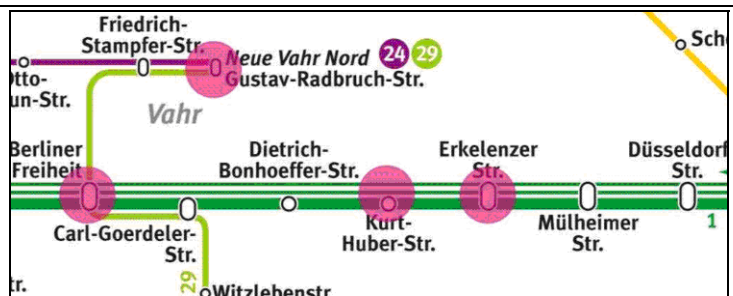 Friedrich-
Stampfer-Str.
Neue Vahr Nord 24 29
Gustav-Radbruch-Str.
Sch
tto-
un-Str.
Vahr
Berliner
Freiheit
Dietrich-
Bonhoeffer-Str.
Erkelenzer
Str.
Düsseldorf
Str.
Carl-Goerdeler-
Str.
Kurt-
Huber-Str.
Mülheimer
Str.
1
29
tr.
Witzlebenstr